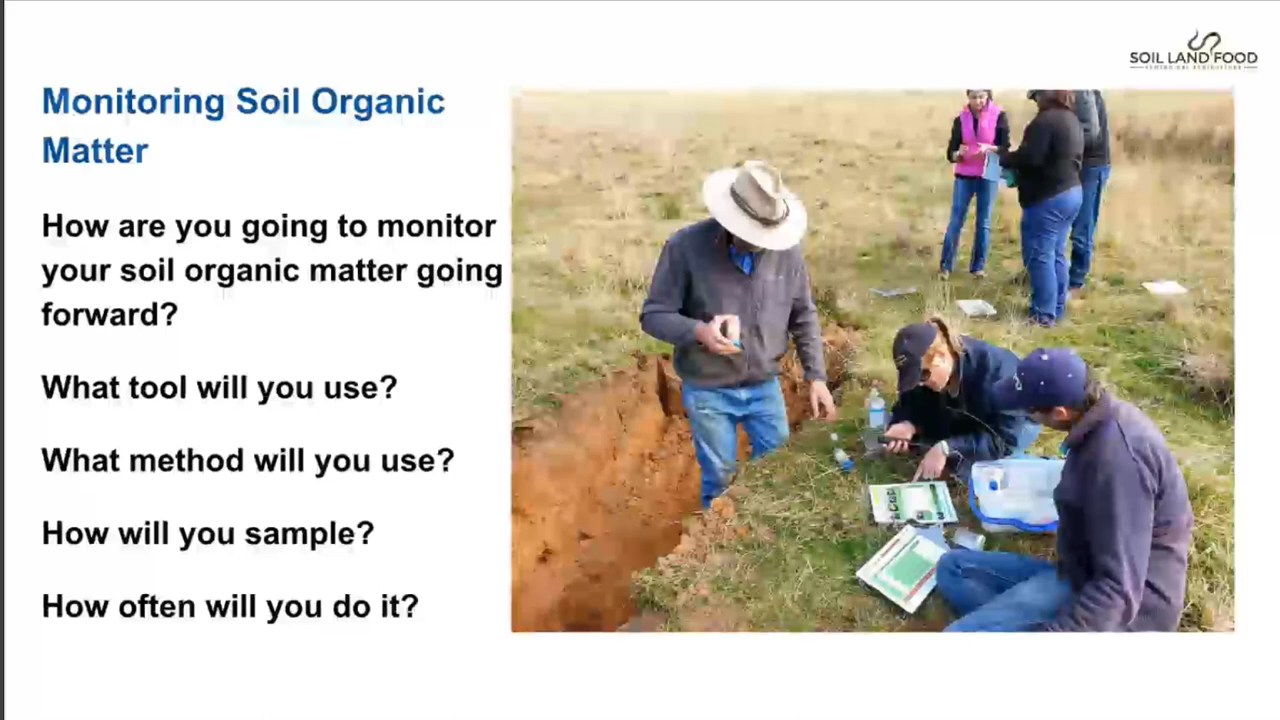 SOIL LAND FOOD
Monitoring Soil Organic
Matter
How are you going to monitor
your soil organic matter going
forward?
What tool will you use?
What method will you use?
How will you sample?
How often will you do it?